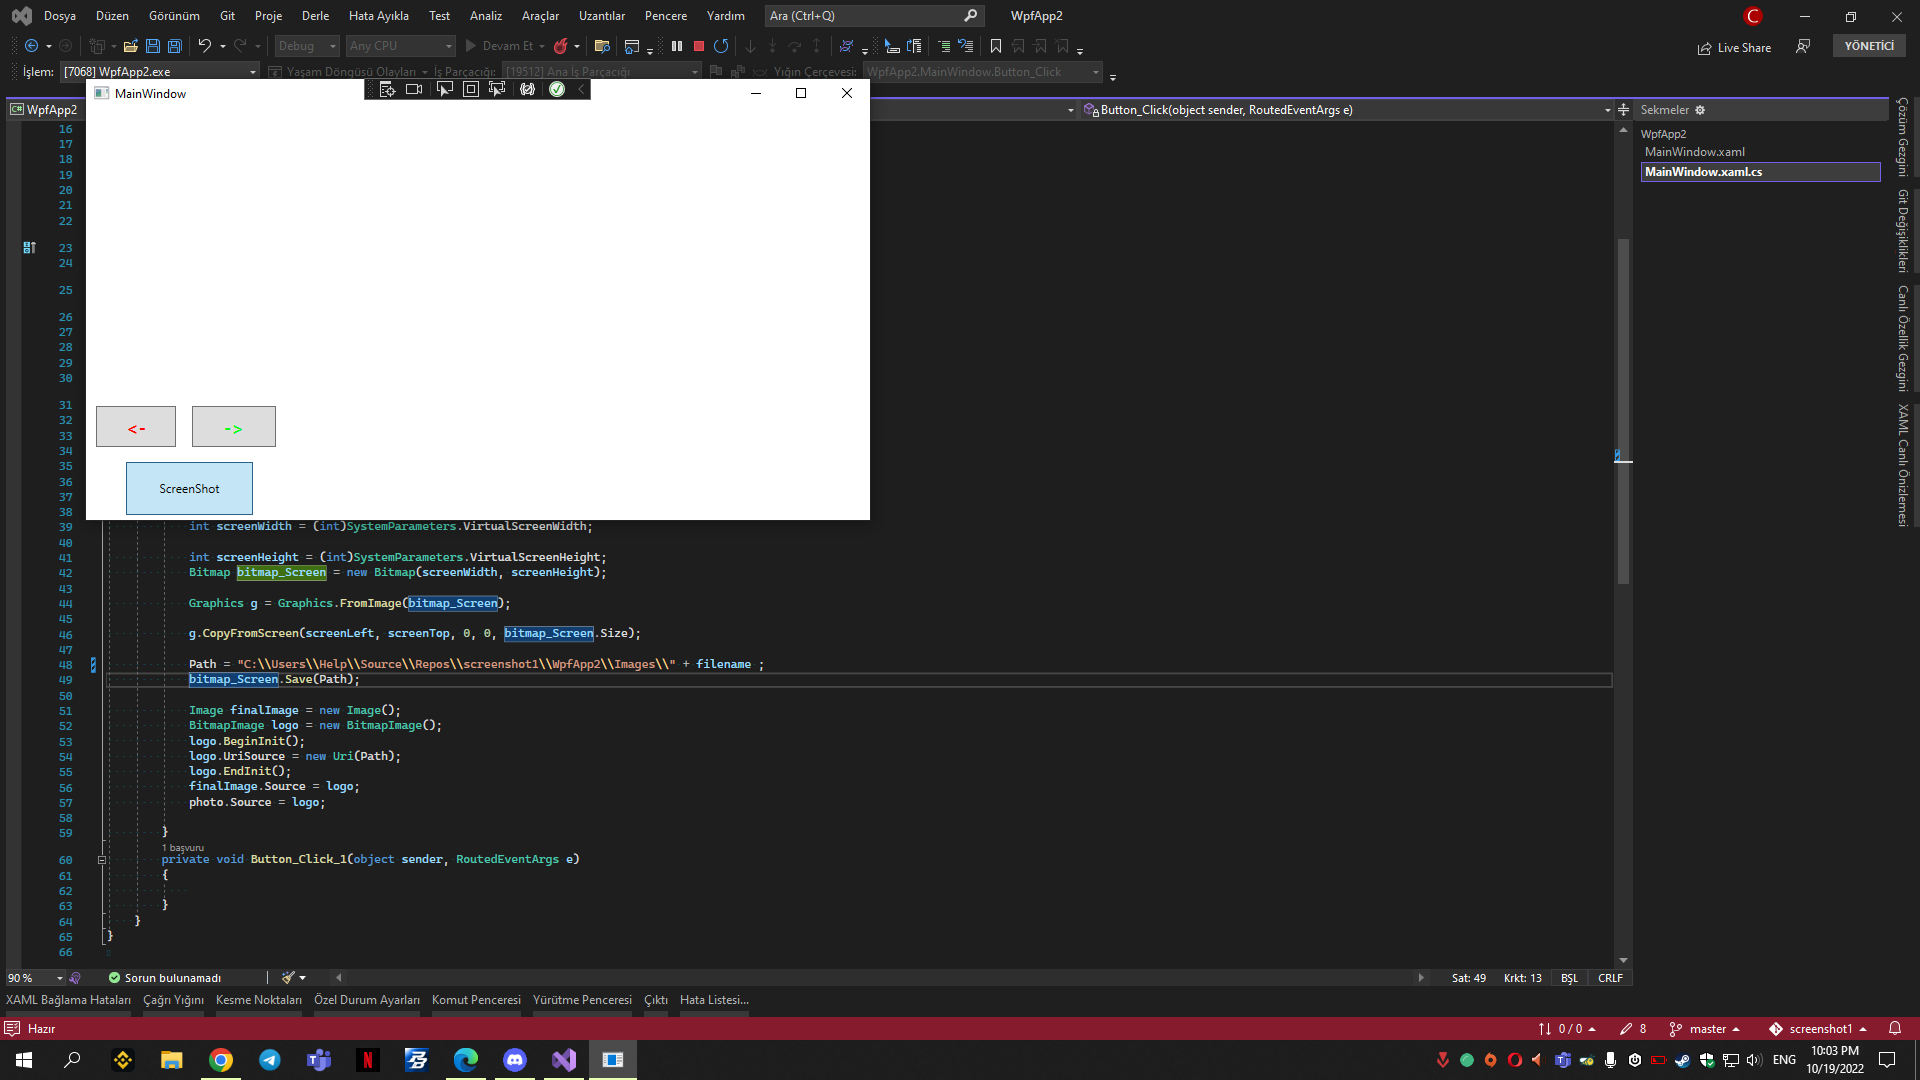 Dosya Düzen Görünüm Git Proje Derle Hata Ayıkla Test Analiz Araçlar Uzantılar Pencere Yardım Ara (Ctrl+Q) WpfApp2 C
Debug Any CPU Devam Et Live Share YÖNETİCİ
İşlem: [7068] WpfApp2.exe Yaşam Döngüsü Olayları İş Parçacığı: [19512] Ana İş Parçacığı Yığın Çerçevesi: WpfApp2.MainWindow.Button_Click
MainWindow
WpfApp2 Button_Click(object sender, RoutedEventArgs e) Sekmeler
WpfApp2
MainWindow.xaml
MainWindow.xaml.cs
Çözüm Gezgini
Git Değişiklikleri
Canlı Özellik Gezgini
XAML Canlı Önizlemesi
16
17
18
19
20
21
22
23
24
25
26
27
28
29
30
31
32
33
34
35
36
37
38
<- ->
ScreenShot
39 int screenWidth = (int)SystemParameters.VirtualScreenWidth;
40
41 int screenHeight = (int)SystemParameters.VirtualScreenHeight;
42 Bitmap bitmap_Screen = new Bitmap(screenWidth, screenHeight);
43
44 Graphics g = Graphics.FromImage(bitmap_Screen);
45
46 g.CopyFromScreen(screenLeft, screenTop, 0, 0, bitmap_Screen.Size);
47
48 Path = "C:\\Users\\Help\\Source\\Repos\\screenshot1\\WpfApp2\\Images\\" + filename ;
49 bitmap_Screen.Save(Path);
50
51 Image finalImage = new Image();
52 BitmapImage logo = new BitmapImage();
53 logo.BeginInit();
54 logo.UriSource = new Uri(Path);
55 logo.EndInit();
56 finalImage.Source = logo;
57 photo.Source = logo;
58
59 }
1 başvuru
60 private void Button_Click_1(object sender, RoutedEventArgs e)
61 {
62
63 }
64 }
65 }
66
90 % Sorun bulunamadı Sat: 49 Krkt: 13 BŞL CRLF
XAML Bağlama Hataları Çağrı Yığını Kesme Noktaları Özel Durum Ayarları Komut Penceresi Yürütme Penceresi Çıktı Hata Listesi...
Hazır 0 / 0 8 master screenshot1
ENG 10:03 PM
10/19/2022